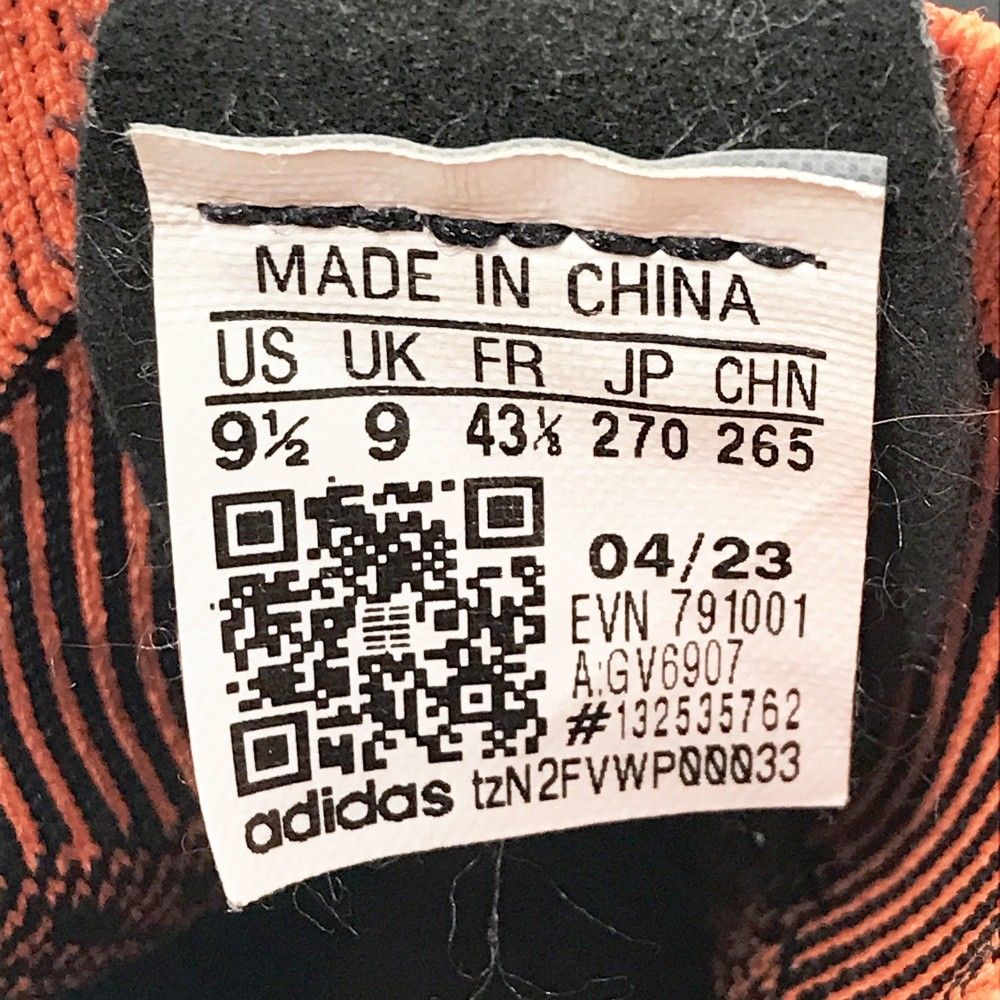 MADE IN CHINA
US UK FR JP CHN
9½ 9 43⅓ 270 265
04/23
EVN 791001
A:GV6907
#132535762
adidas tzN2FVWP00033